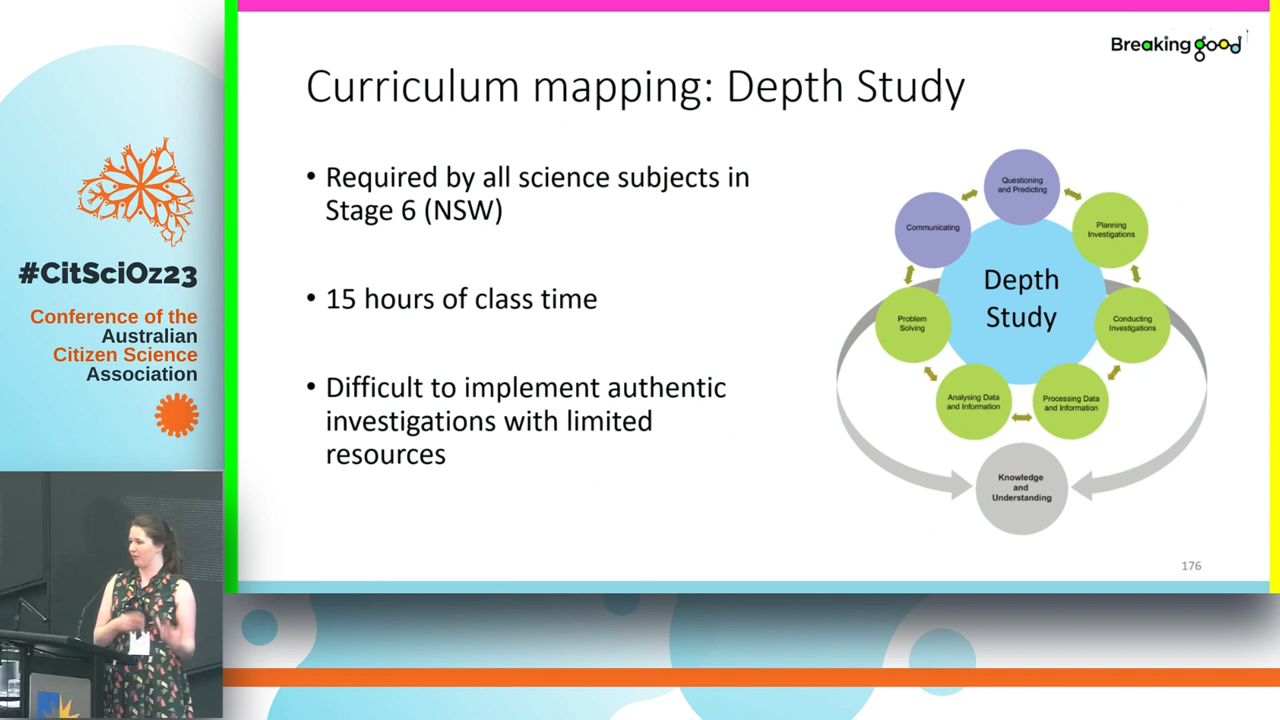 Breaking good
Curriculum mapping: Depth Study
• Required by all science subjects in
Stage 6 (NSW)
• 15 hours of class time
• Difficult to implement authentic
investigations with limited
resources
Questioning
and Predicting
Communicating
Planning
Investigations
Depth
Study
Problem
Solving
Conducting
Investigations
Analysing Data
and Information
Processing Data
and Information
Knowledge
and
Understanding
176
#CitSciOz23
Conference of the
Australian
Citizen Science
Association